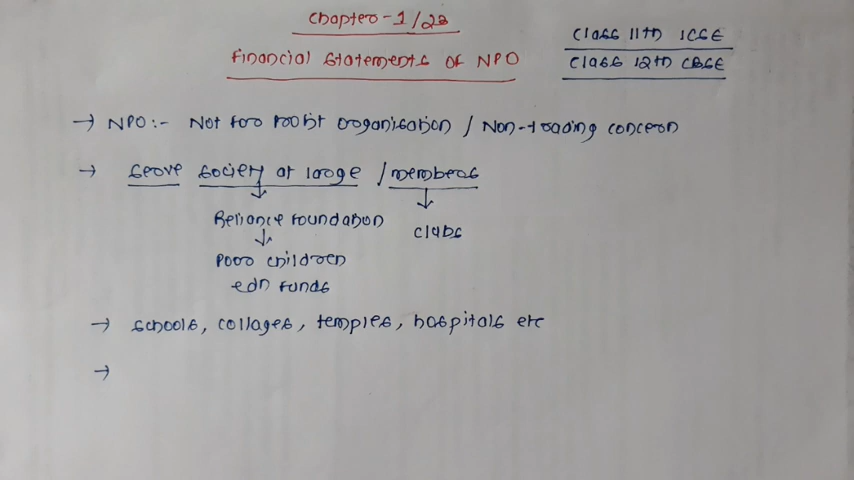 Chapter-1/23
Financial Statements of NPO
Class 11th ICSE
Class 12th CBSE
→ NPO:- Not for Profit organisation / Non-trading concern
→ Serve Society at large / members
Reliance foundation
clubs
Poor children
edn funds
→ schools, collages, temples, hospitals etc
→